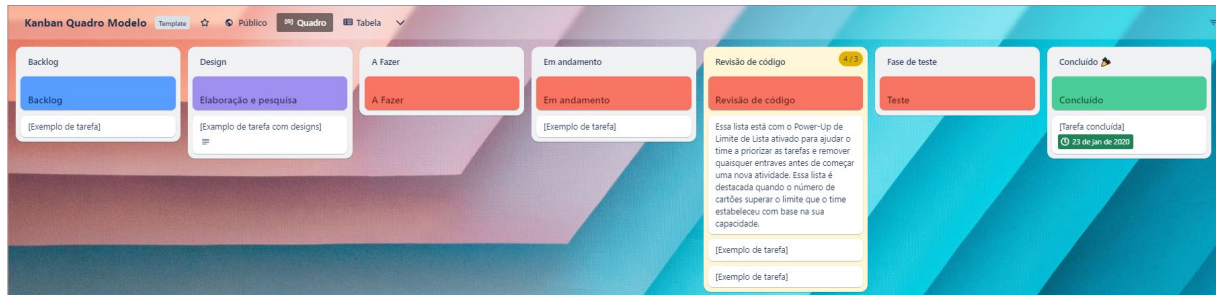 Kanban Quadro Modelo Template Público Quadro Tabela
Backlog
Backlog
[Exemplo de tarefa]
Design
Elaboração e pesquisa
[Examplo de tarefa com designs]
A Fazer
A Fazer
Em andamento
Em andamento
[Exemplo de tarefa]
Revisão de código 4 / 3
Revisão de código
Essa lista está com o Power-Up de
Limite de Lista ativado para ajudar o
time a priorizar as tarefas e remover
quaisquer entraves antes de começar
uma nova atividade. Essa lista é
destacada quando o número de
cartões superar o limite que o time
estabeleceu com base na sua
capacidade.
[Exemplo de tarefa]
[Exemplo de tarefa]
Fase de teste
Teste
Concluído
Concluído
[Tarefa concluída]
23 de jan de 2020